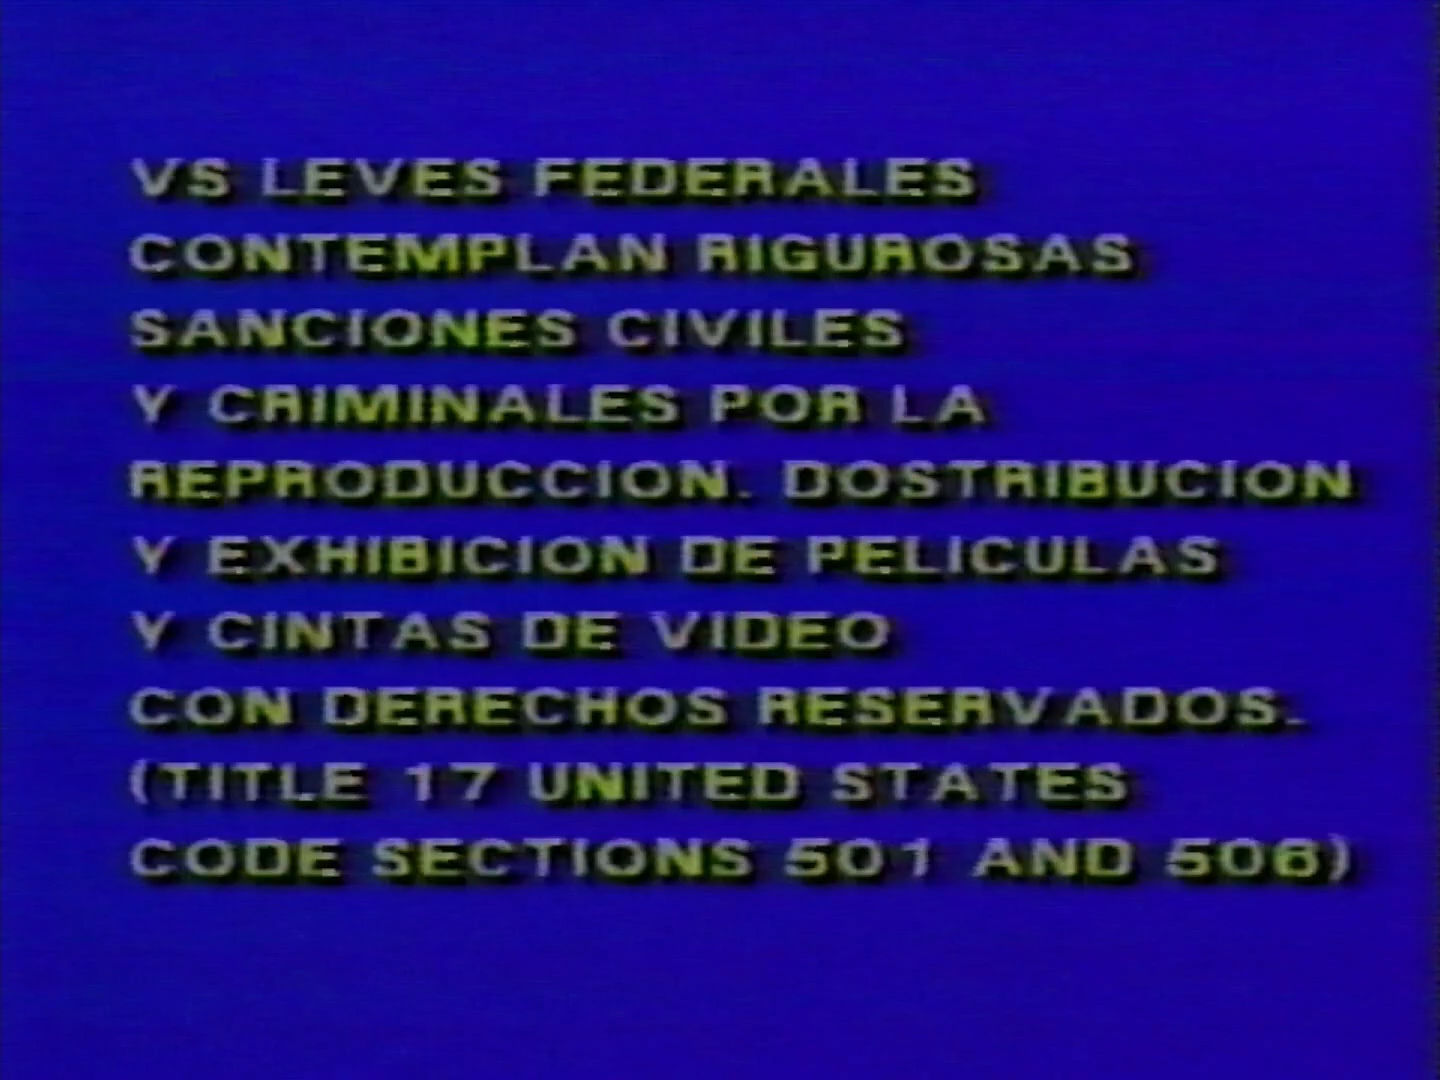 VS LEVES FEDERALES
CONTEMPLAN RIGUROSAS
SANCIONES CIVILES
Y CRIMINALES POR LA
REPRODUCCION. DOSTRIBUCION
Y EXHIBICION DE PELICULAS
Y CINTAS DE VIDEO
CON DERECHOS RESERVADOS.
(TITLE 17 UNITED STATES
CODE SECTIONS 501 AND 506)